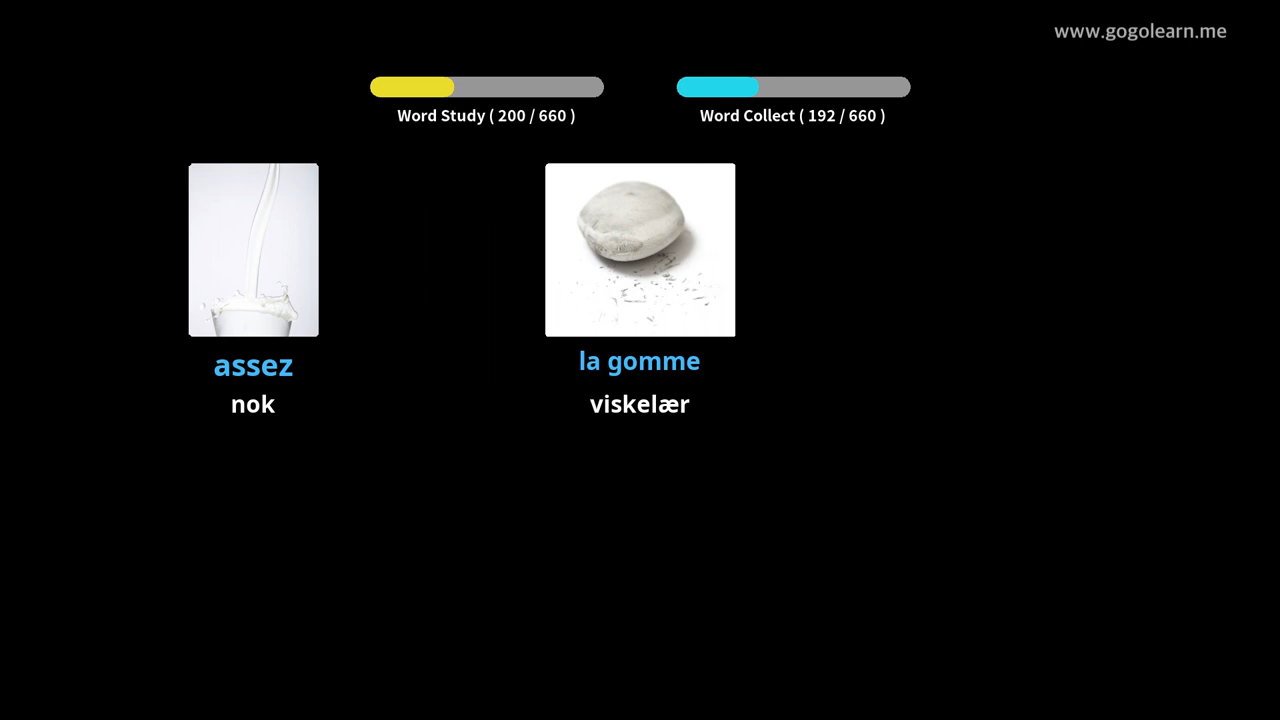 www.gogolearn.me
Word Study ( 200 / 660 )
Word Collect ( 192 / 660 )
assez
nok
la gomme
viskelær